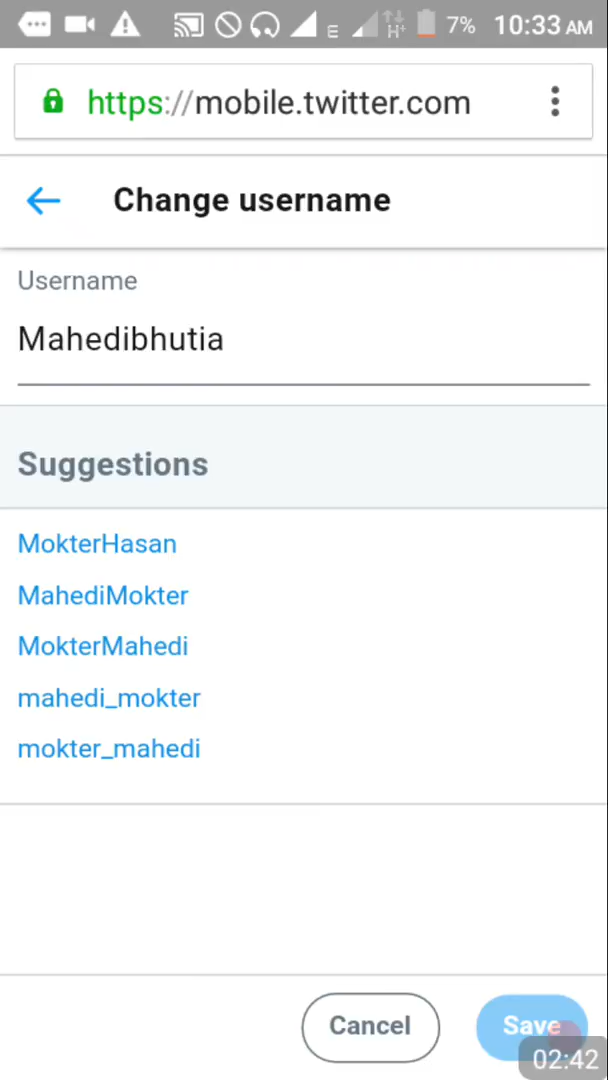 E H+ 7% 10:33 AM
https://mobile.twitter.com
Change username
Username
Mahedibhutia
Suggestions
MokterHasan
MahediMokter
MokterMahedi
mahedi_mokter
mokter_mahedi
Cancel Save
02:42